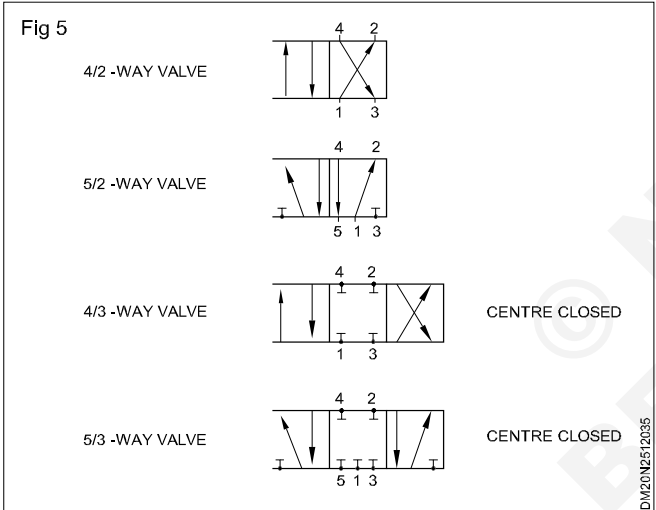 Fig 5
4 2
4/2 -WAY VALVE
1 3
4 2
5/2 -WAY VALVE
5 1 3
4 2
4/3 -WAY VALVE
CENTRE CLOSED
1 3
4 2
5/3 -WAY VALVE
CENTRE CLOSED
5 1 3
DM20N2512035
©